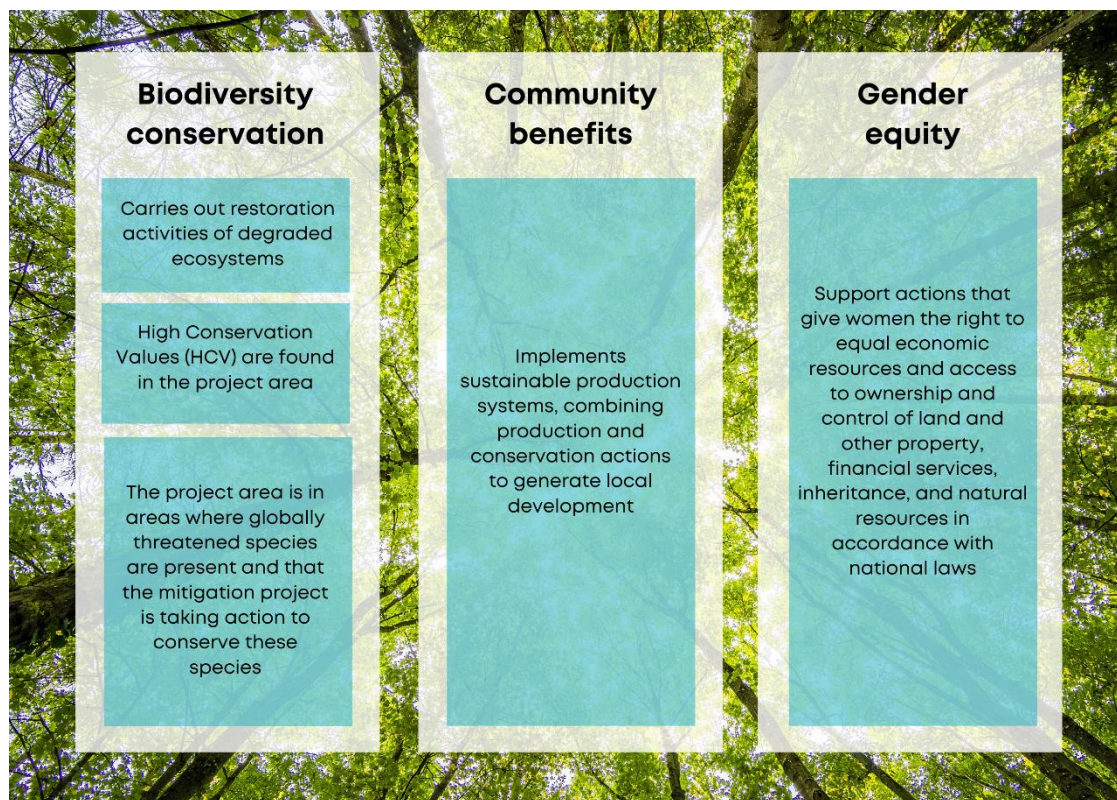 Biodiversity
conservation
Carries out restoration
activities of degraded
ecosystems
High Conservation
Values (HCV) are found
in the project area
The project area is in
areas where globally
threatened species
are present and that
the mitigation project
is taking action to
conserve these
species
Community
benefits
Implements
sustainable production
systems, combining
production and
conservation actions
to generate local
development
Gender
equity
Support actions that
give women the right to
equal economic
resources and access
to ownership and
control of land and
other property,
financial services,
inheritance, and natural
resources in
accordance with
national laws